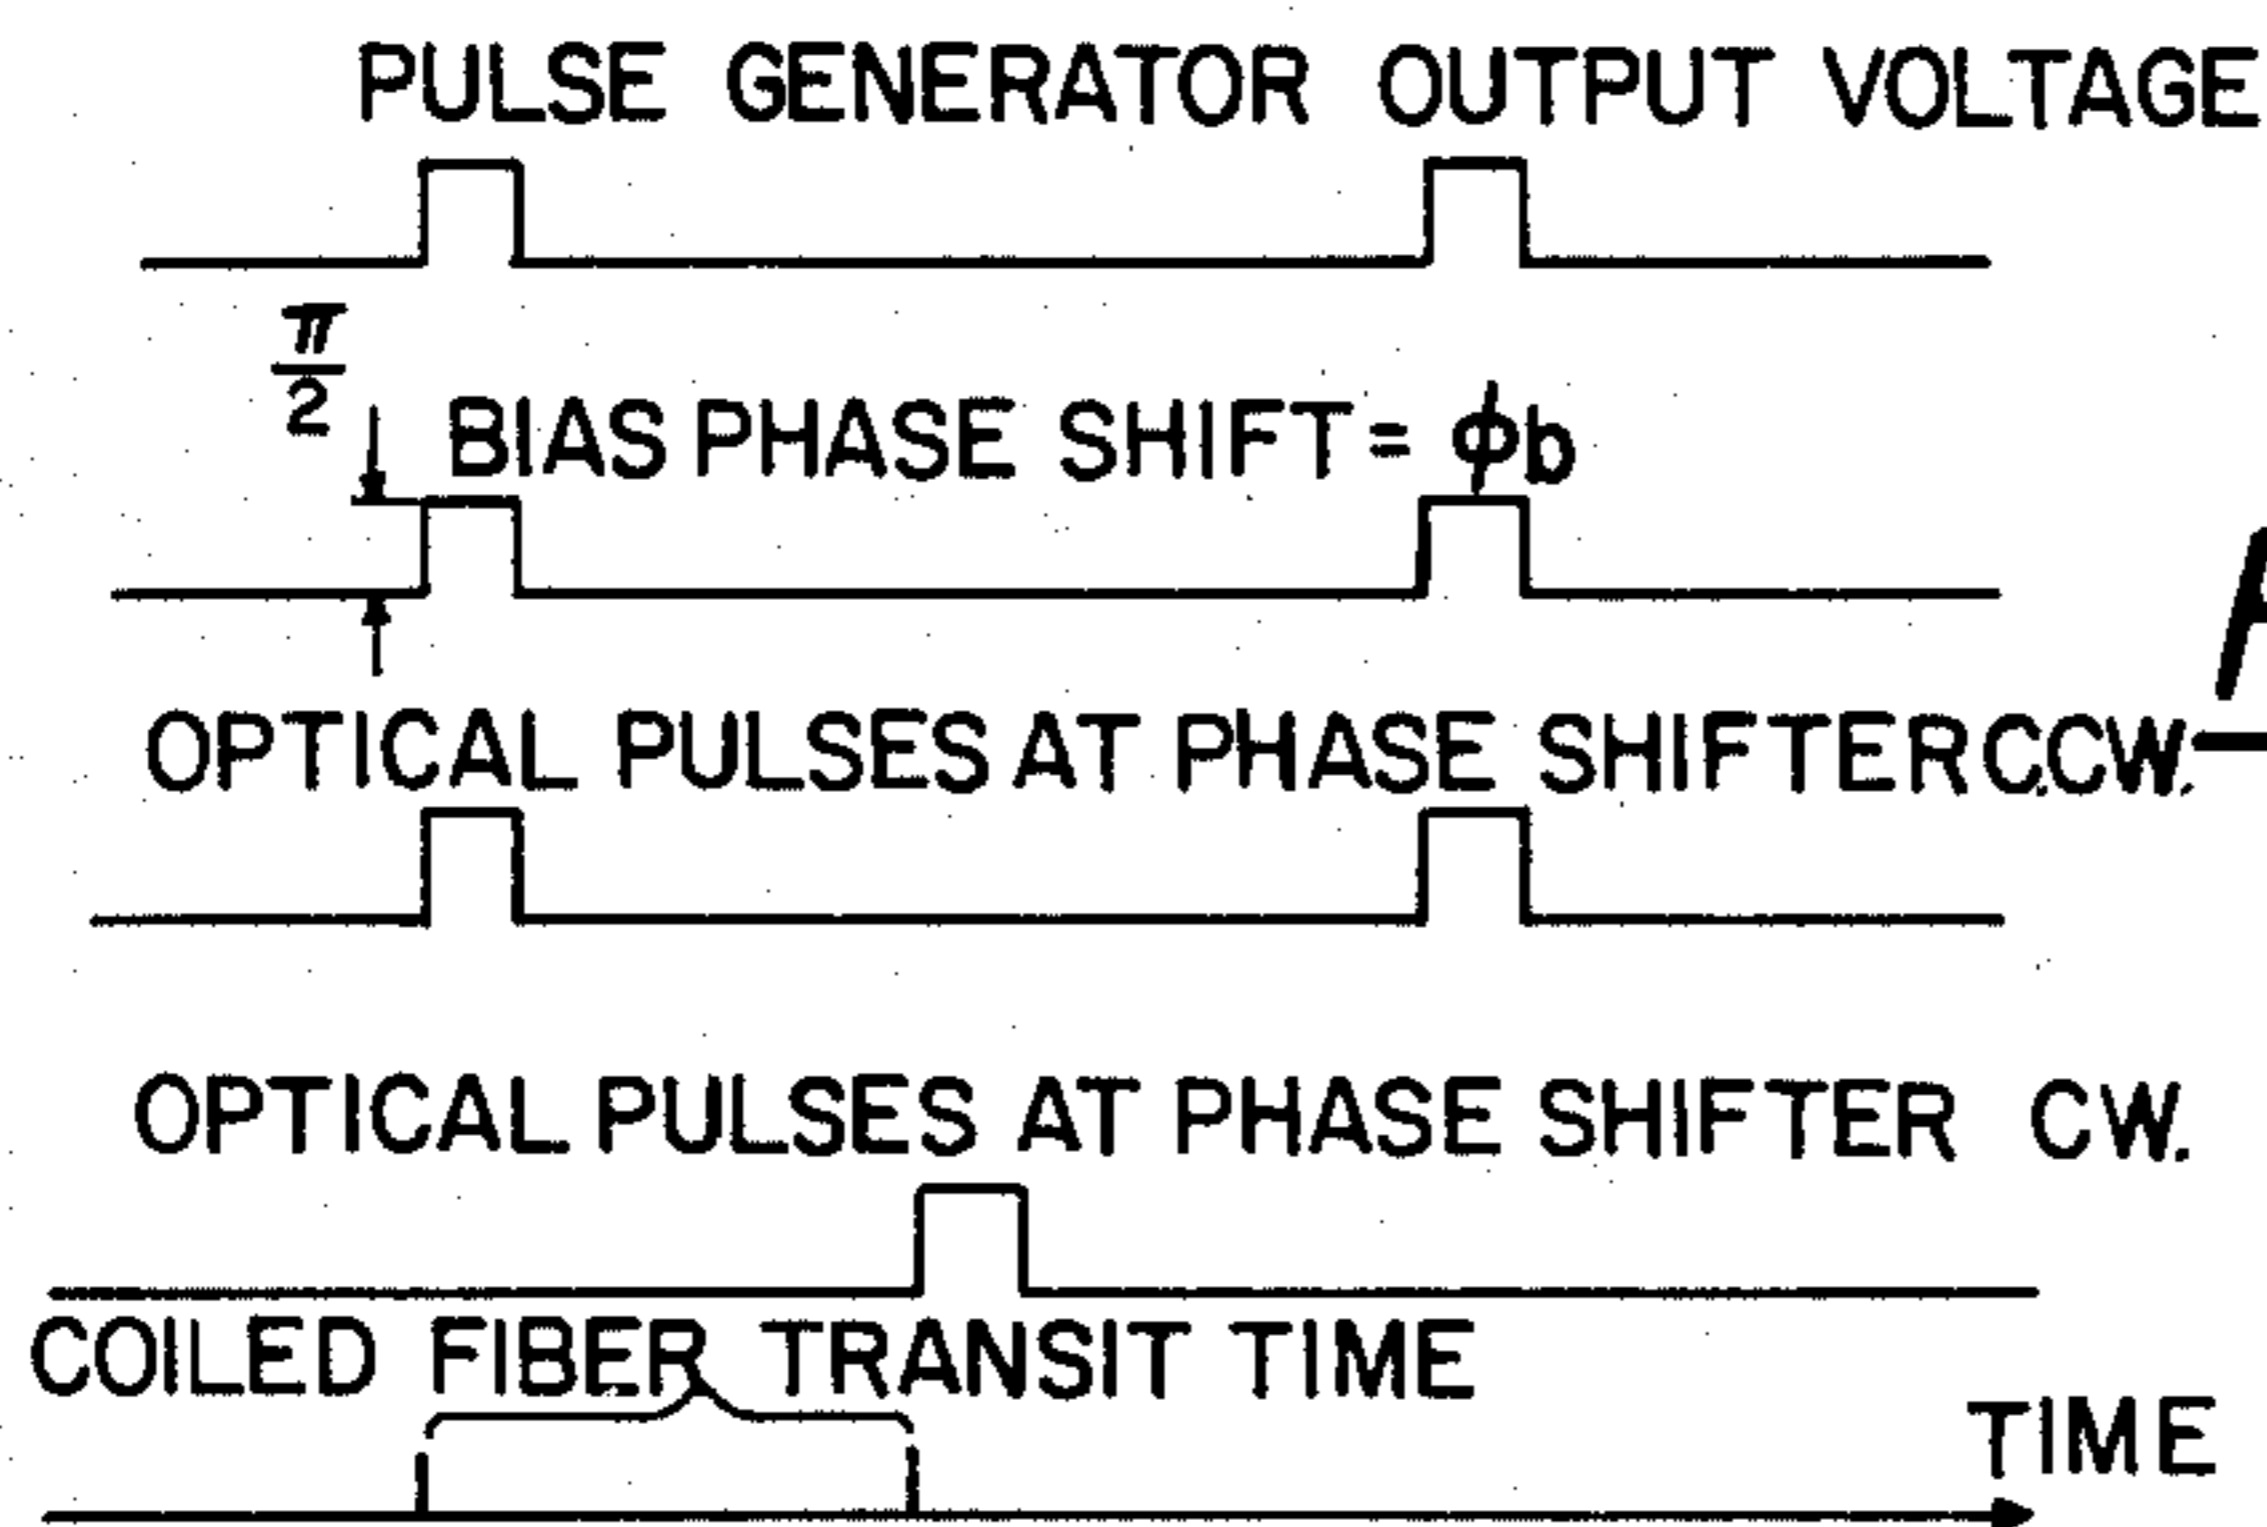 PULSE GENERATOR OUTPUT VOLTAGE
π/2
BIAS PHASE SHIFT = ϕb
OPTICAL PULSES AT PHASE SHIFTER C.C.W.
OPTICAL PULSES AT PHASE SHIFTER CW.
COILED FIBER TRANSIT TIME
TIME